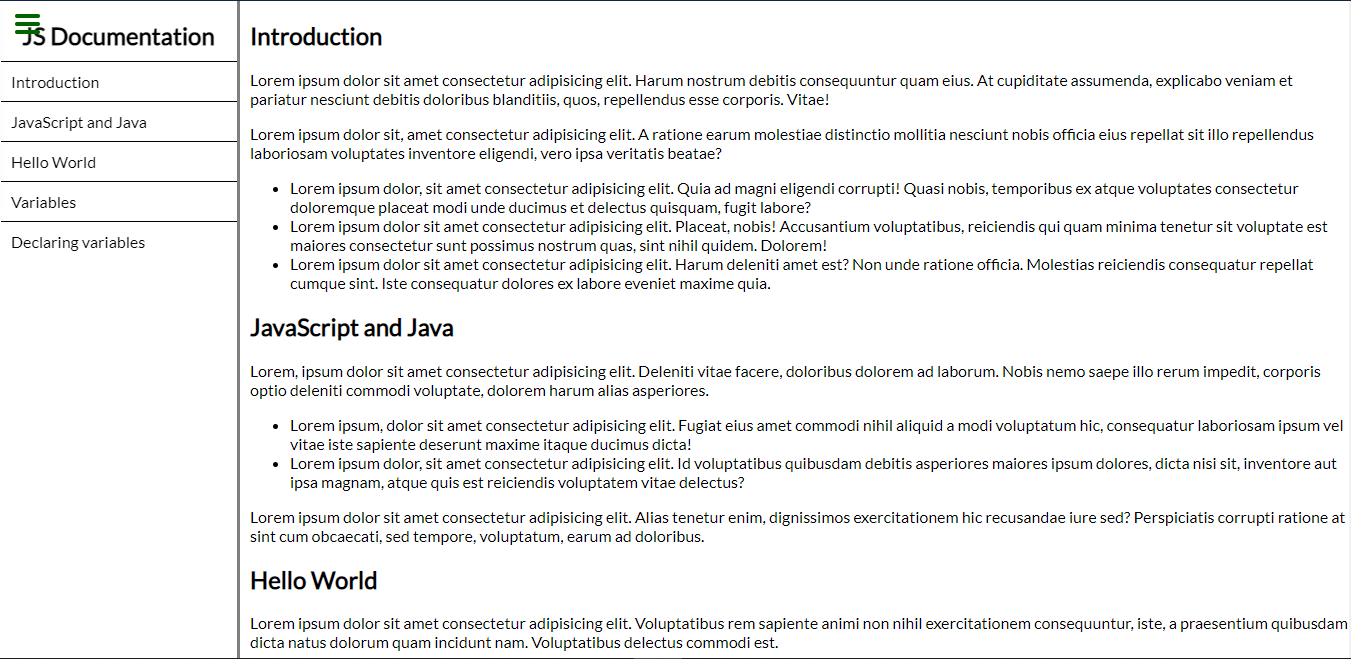 JS Documentation
Introduction
JavaScript and Java
Hello World
Variables
Declaring variables
Introduction
Lorem ipsum dolor sit amet consectetur adipisicing elit. Harum nostrum debitis consequuntur quam eius. At cupiditate assumenda, explicabo veniam et
pariatur nesciunt debitis doloribus blanditiis, quos, repellendus esse corporis. Vitae!
Lorem ipsum dolor sit, amet consectetur adipisicing elit. A ratione earum molestiae distinctio mollitia nesciunt nobis officia eius repellat sit illo repellendus
laboriosam voluptates inventore eligendi, vero ipsa veritatis beatae?
• Lorem ipsum dolor, sit amet consectetur adipisicing elit. Quia ad magni eligendi corrupti! Quasi nobis, temporibus ex atque voluptates consectetur
doloremque placeat modi unde ducimus et delectus quisquam, fugit labore?
• Lorem ipsum dolor sit amet consectetur adipisicing elit. Placeat, nobis! Accusantium voluptatibus, reiciendis qui quam minima tenetur sit voluptate est
maiores consectetur sunt possimus nostrum quas, sint nihil quidem. Dolorem!
• Lorem ipsum dolor sit amet consectetur adipisicing elit. Harum deleniti amet est? Non unde ratione officia. Molestias reiciendis consequatur repellat
cumque sint. Iste consequatur dolores ex labore eveniet maxime quia.
JavaScript and Java
Lorem, ipsum dolor sit amet consectetur adipisicing elit. Deleniti vitae facere, doloribus dolorem ad laborum. Nobis nemo saepe illo rerum impedit, corporis
optio deleniti commodi voluptate, dolorem harum alias asperiores.
• Lorem ipsum, dolor sit amet consectetur adipisicing elit. Fugiat eius amet commodi nihil aliquid a modi voluptatum hic, consequatur laboriosam ipsum vel
vitae iste sapiente deserunt maxime itaque ducimus dicta!
• Lorem ipsum dolor, sit amet consectetur adipisicing elit. Id voluptatibus quibusdam debitis asperiores maiores ipsum dolores, dicta nisi sit, inventore aut
ipsa magnam, atque quis est reiciendis voluptatem vitae delectus?
Lorem ipsum dolor sit amet consectetur adipisicing elit. Alias tenetur enim, dignissimos exercitationem hic recusandae iure sed? Perspiciatis corrupti ratione at
sint cum obcaecati, sed tempore, voluptatum, earum ad doloribus.
Hello World
Lorem ipsum dolor sit amet consectetur adipisicing elit. Voluptatibus rem sapiente animi non nihil exercitationem consequuntur, iste, a praesentium quibusdam
dicta natus dolorum quam incidunt nam. Voluptatibus delectus commodi est.